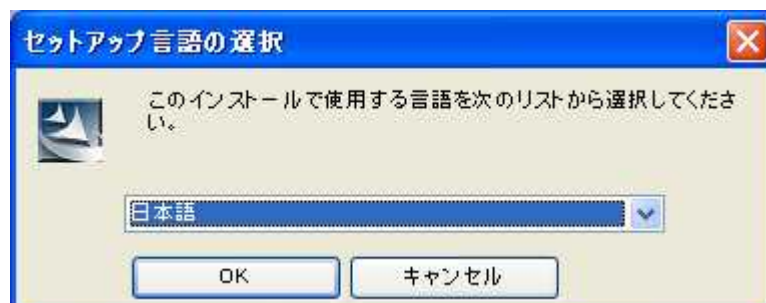 セットアップ言語の選択
このインストールで使用する言語を次のリストから選択してくださ
い。
日本語
OK
キャンセル